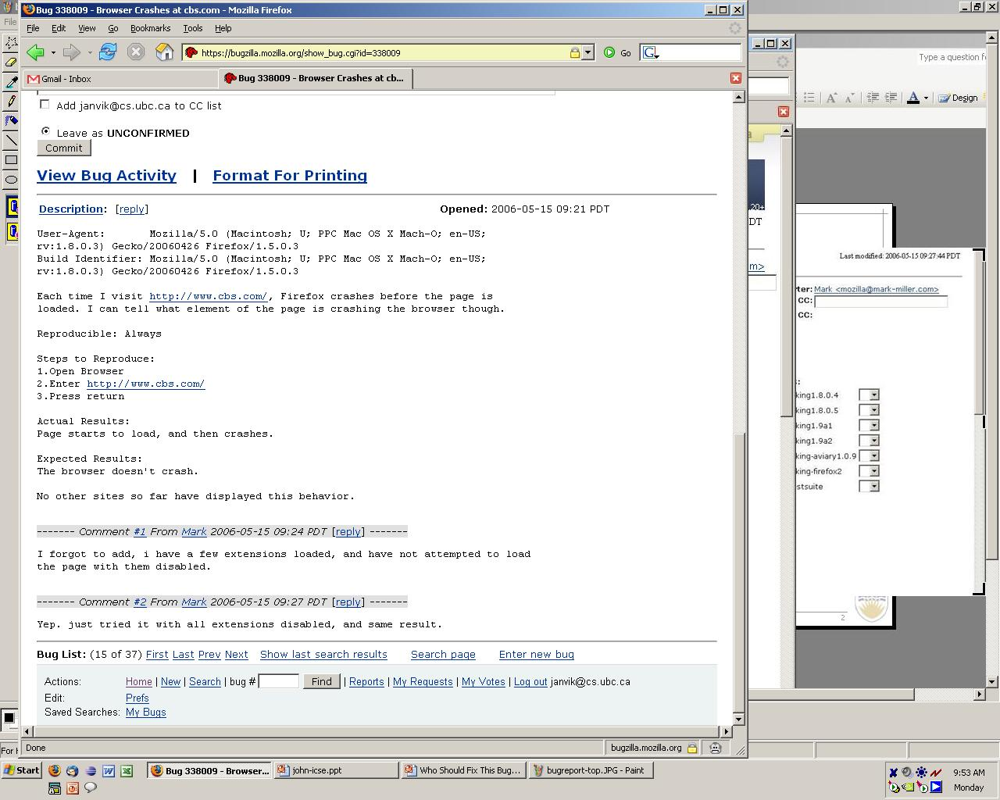 Bug 338009 - Browser Crashes at cbs.com - Mozilla Firefox
File Edit View Go Bookmarks Tools Help
https://bugzilla.mozilla.org/show_bug.cgi?id=338009 Go
Gmail - Inbox
Bug 338009 - Browser Crashes at cb...
Type a question f
Design
Add janvik@cs.ubc.ca to CC list
Leave as UNCONFIRMED
Commit
View Bug Activity | Format For Printing
Description: [reply] Opened: 2006-05-15 09:21 PDT
User-Agent: Mozilla/5.0 (Macintosh; U; PPC Mac OS X Mach-O; en-US;
rv:1.8.0.3) Gecko/20060426 Firefox/1.5.0.3
Build Identifier: Mozilla/5.0 (Macintosh; U; PPC Mac OS X Mach-O; en-US;
rv:1.8.0.3) Gecko/20060426 Firefox/1.5.0.3
Each time I visit http://www.cbs.com/, Firefox crashes before the page is
loaded. I can tell what element of the page is crashing the browser though.
Reproducible: Always
Steps to Reproduce:
1.Open Browser
2.Enter http://www.cbs.com/
3.Press return
Actual Results:
Page starts to load, and then crashes.
Expected Results:
The browser doesn't crash.
No other sites so far have displayed this behavior.
------- Comment #1 From Mark 2006-05-15 09:24 PDT [reply] -------
I forgot to add, i have a few extensions loaded, and have not attempted to load
the page with them disabled.
------- Comment #2 From Mark 2006-05-15 09:27 PDT [reply] -------
Yep. just tried it with all extensions disabled, and same result.
Bug List: (15 of 37) First Last Prev Next Show last search results Search page Enter new bug
Actions: Home | New | Search | bug # Find | Reports | My Requests | My Votes | Log out janvik@cs.ubc.ca
Edit: Prefs
Saved Searches: My Bugs
Done
bugzilla.mozilla.org
20+
DT
m>
Last modified: 2006-05-15 09:27:44 PDT
ter: Mark <mozilla@mark-miller.com>
CC:
CC:
king1.8.0.4
king1.8.0.5
king1.9a1
king1.9a2
king-aviary1.0.9
king-firefox2
stsuite
2
File
For H
Start
Bug 338009 - Browser...
john-icse.ppt
Who Should Fix This Bug...
bugreport-top.JPG - Paint
9:53 AM
Monday